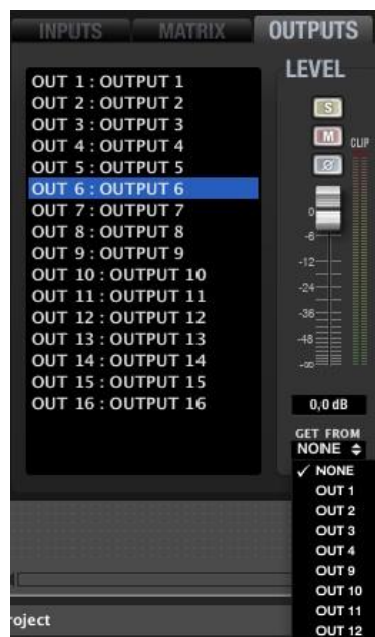 INPUTS MATRIX OUTPUTS
OUT 1 : OUTPUT 1
OUT 2 : OUTPUT 2
OUT 3 : OUTPUT 3
OUT 4 : OUTPUT 4
OUT 5 : OUTPUT 5
OUT 6 : OUTPUT 6
OUT 7 : OUTPUT 7
OUT 8 : OUTPUT 8
OUT 9 : OUTPUT 9
OUT 10 : OUTPUT 10
OUT 11 : OUTPUT 11
OUT 12 : OUTPUT 12
OUT 13 : OUTPUT 13
OUT 14 : OUTPUT 14
OUT 15 : OUTPUT 15
OUT 16 : OUTPUT 16
LEVEL
S
M
CLIP
Ø
0
-6
-12
-24
-36
-48
-∞
0,0 dB
GET FROM
NONE
✓ NONE
OUT 1
OUT 2
OUT 3
OUT 4
OUT 9
OUT 10
OUT 11
OUT 12
roject